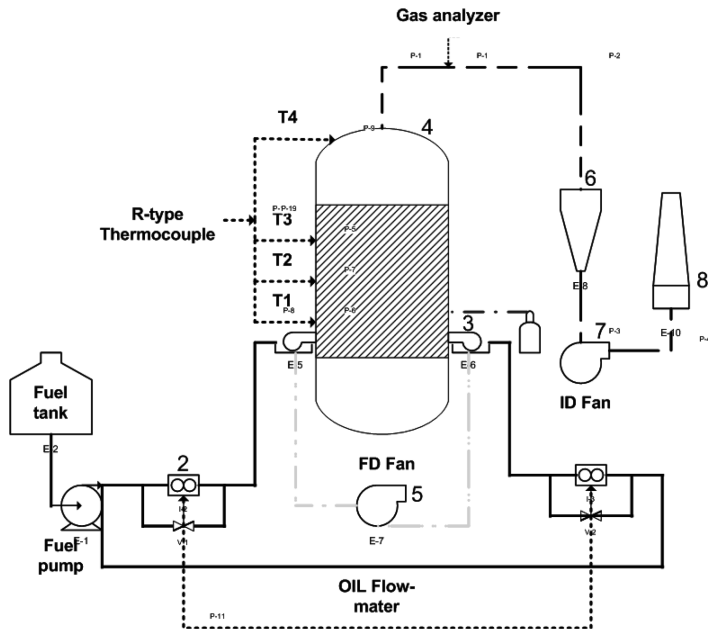 Gas analyzer
P-1
P-1
P-2
T4
P-9
4
R-type
Thermocouple
P-P-19
T3
P-5
T2
P-7
T1
P-8
P-6
3
6
E-8
8
7
P-3
E-10
P-4
ID Fan
E-5
E-6
Fuel
tank
E-2
2
I-2
V-1
E-1
Fuel
pump
FD Fan
5
E-7
I-3
V-2
OIL Flow-
mater
P-11